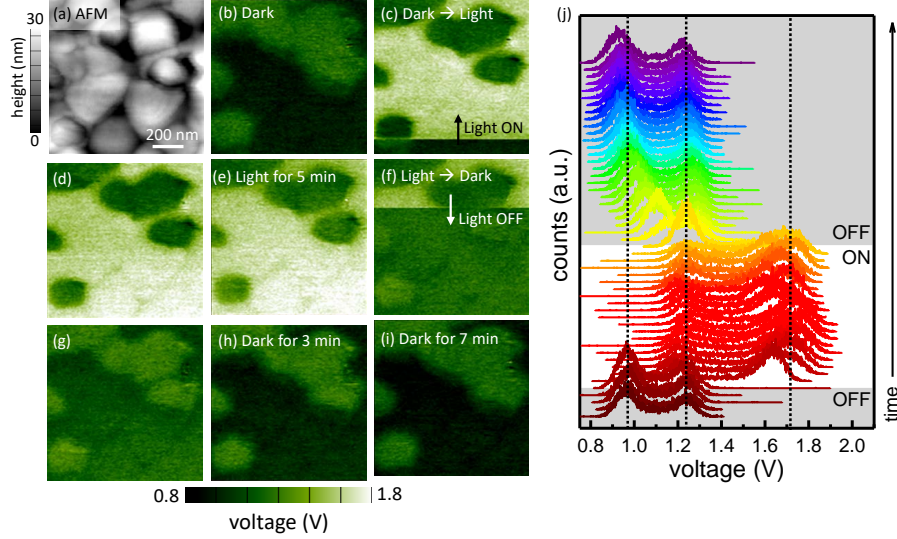 (a) AFM
30
0
height (nm)
200 nm
(b) Dark
(c) Dark → Light
Light ON
(d)
(e) Light for 5 min
(f) Light → Dark
Light OFF
(g)
(h) Dark for 3 min
(i) Dark for 7 min
0.8
1.8
voltage (V)
(j)
counts (a.u.)
OFF
ON
OFF
0.8 1.0 1.2 1.4 1.6 1.8 2.0
voltage (V)
time